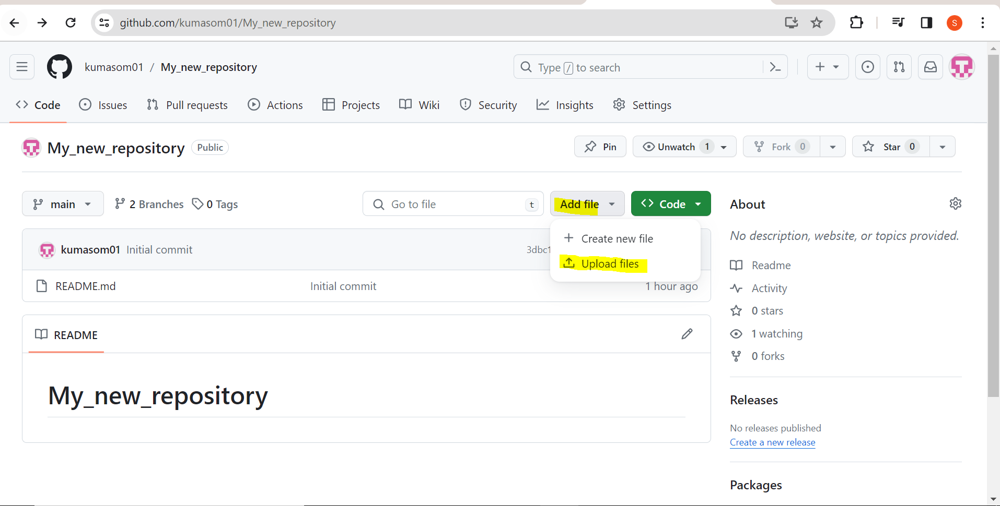 github.com/kumasom01/My_new_repository
S
kumasom01 / My_new_repository
Type / to search
Code Issues Pull requests Actions Projects Wiki Security Insights Settings
My_new_repository Public
Pin Unwatch 1 Fork 0 Star 0
main 2 Branches 0 Tags Go to file t Add file Code
Create new file
Upload files
kumasom01 Initial commit 3dbc1
README.md Initial commit 1 hour ago
README
My_new_repository
About
No description, website, or topics provided.
Readme
Activity
0 stars
1 watching
0 forks
Releases
No releases published
Create a new release
Packages